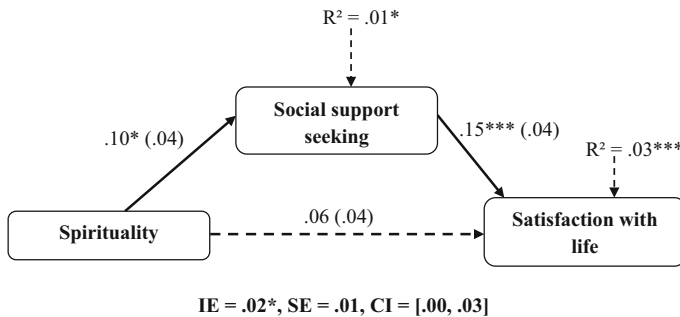 R² = .01*
Social support
seeking
.10* (.04)
.15*** (.04)
R² = .03***
Spirituality
.06 (.04)
Satisfaction with
life
IE = .02*, SE = .01, CI = [.00, .03]